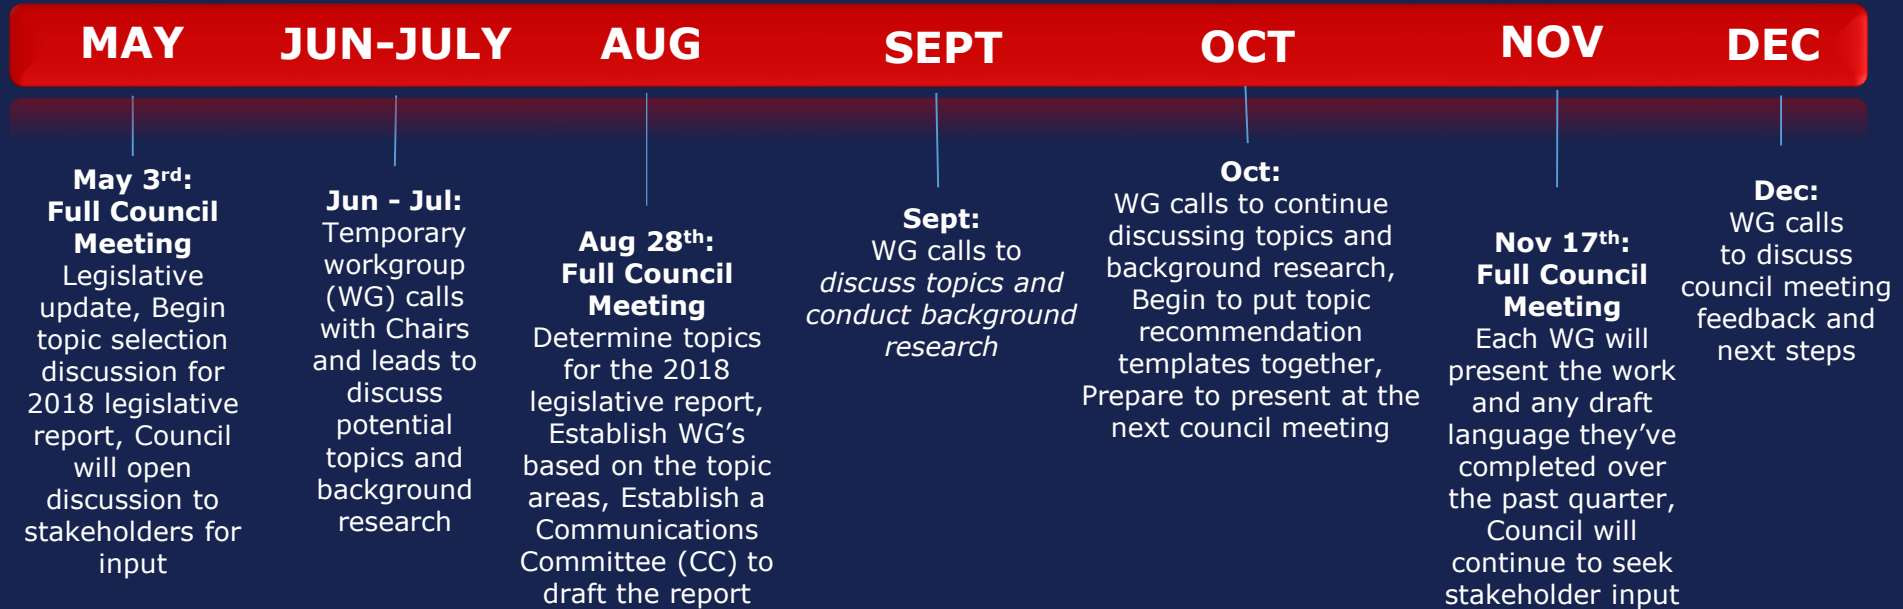 MAY
JUN-JULY
AUG
SEPT
OCT
NOV
DEC
May 3rd:
Full Council
Meeting
Legislative
update, Begin
topic selection
discussion for
2018 legislative
report, Council
will open
discussion to
stakeholders for
input
Jun - Jul:
Temporary
workgroup
(WG) calls
with Chairs
and leads to
discuss
potential
topics and
background
research
Aug 28th:
Full Council
Meeting
Determine topics
for the 2018
legislative report,
Establish WG's
based on the topic
areas, Establish a
Communications
Committee (CC) to
draft the report
Sept:
WG calls to
discuss topics and
conduct background
research
Oct:
WG calls to continue
discussing topics and
background research,
Begin to put topic
recommendation
templates together,
Prepare to present at the
next council meeting
Nov 17th:
Full Council
Meeting
Each WG will
present the work
and any draft
language they've
completed over
the past quarter,
Council will
continue to seek
stakeholder input
Dec:
WG calls
to discuss
council meeting
feedback and
next steps